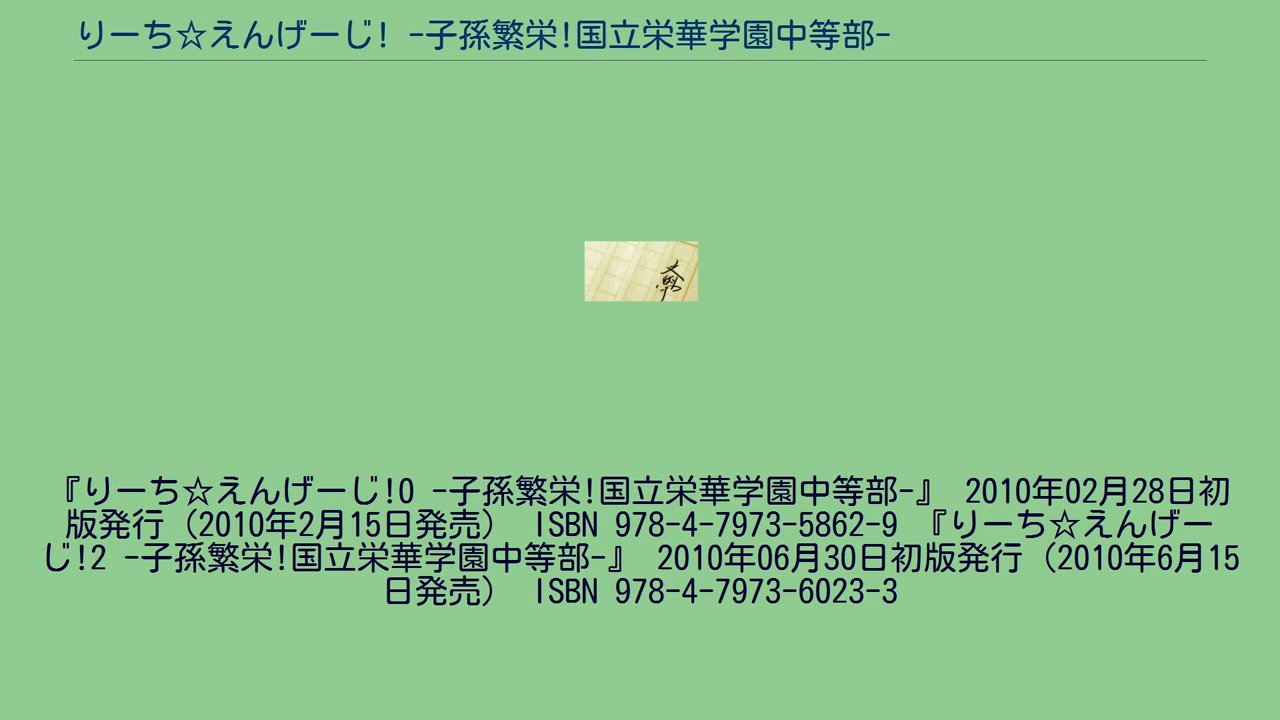 りーち☆えんげーじ! -子孫繁栄!国立栄華学園中等部-
『りーち☆えんげーじ!0 -子孫繁栄!国立栄華学園中等部-』 2010年02月28日初
版発行（2010年2月15日発売） ISBN 978-4-7973-5862-9 『りーち☆えんげー
じ!2 -子孫繁栄!国立栄華学園中等部-』 2010年06月30日初版発行（2010年6月15
日発売） ISBN 978-4-7973-6023-3